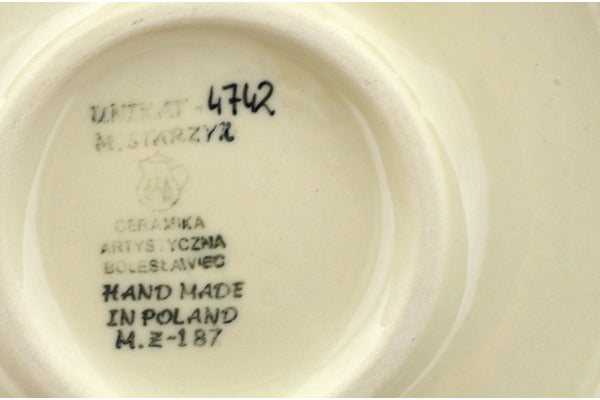 UNIKAT - 4742
M. STARZYK
CERAMIKA
ARTYSTYCZNA
BOLESŁAWIEC
HAND MADE
IN POLAND
M.Z-187